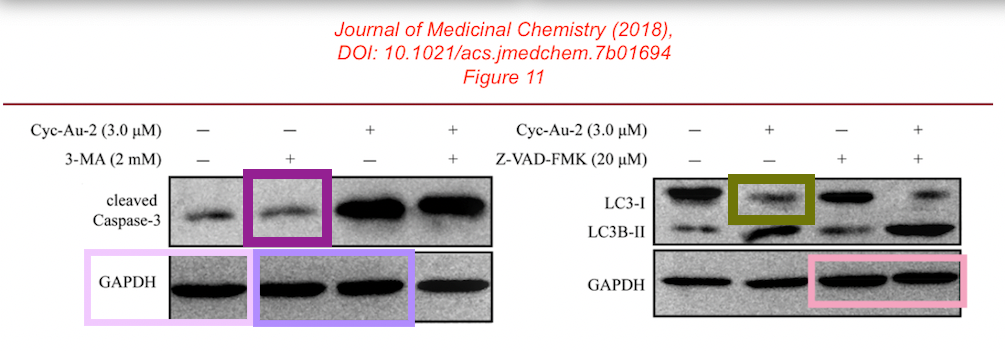 Journal of Medicinal Chemistry (2018),
DOI: 10.1021/acs.jmedchem.7b01694
Figure 11
Cyc-Au-2 (3.0 μM) – – + +
3-MA (2 mM) – + – +
cleaved
Caspase-3
GAPDH
Cyc-Au-2 (3.0 μM) – + – +
Z-VAD-FMK (20 μM) – – + +
LC3-I
LC3B-II
GAPDH